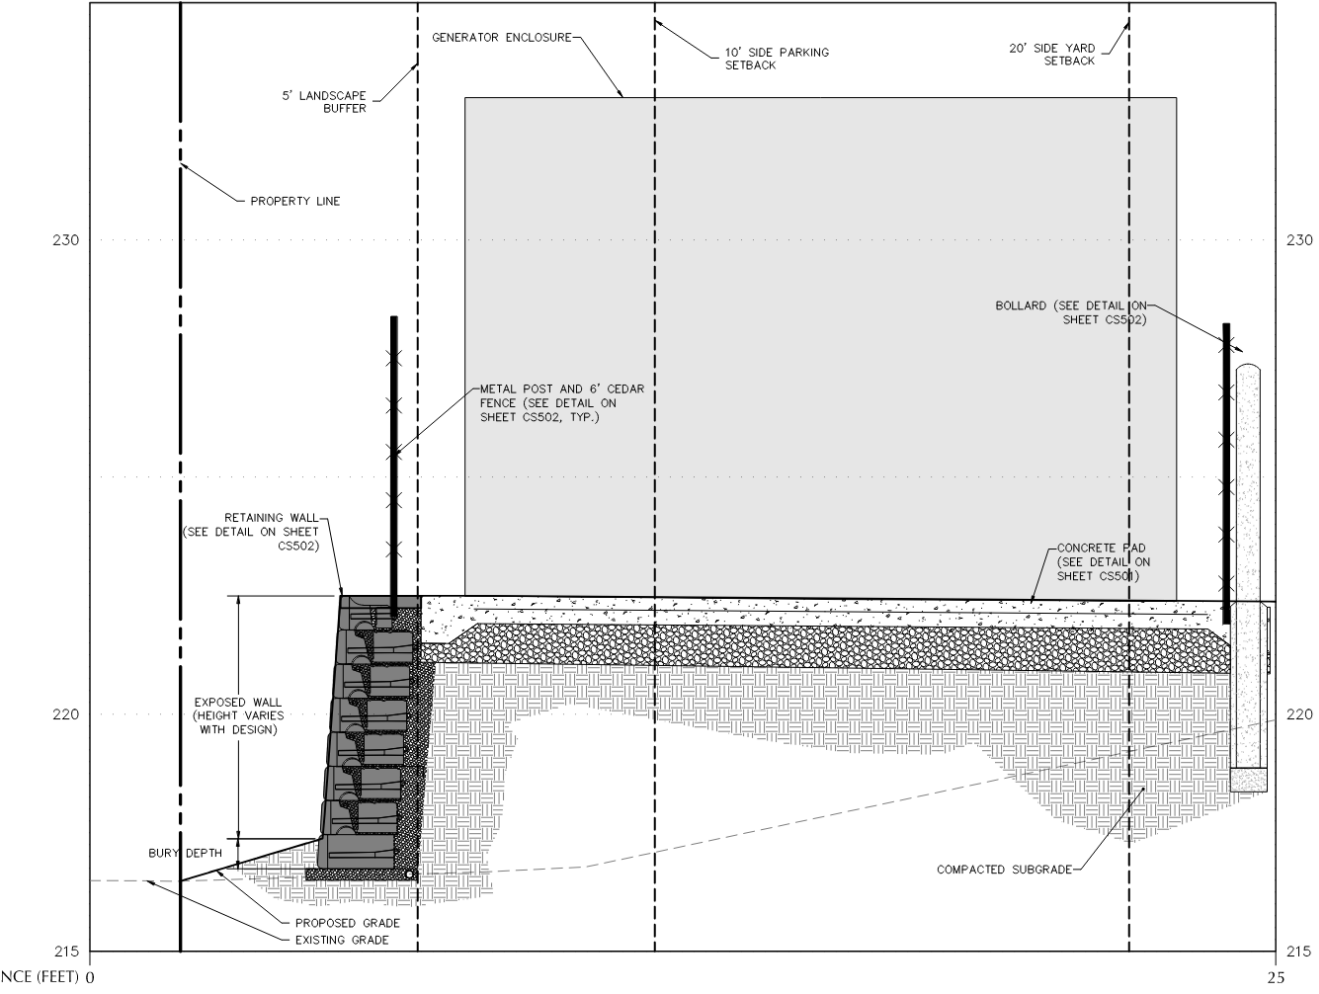 GENERATOR ENCLOSURE
10' SIDE PARKING
SETBACK
20' SIDE YARD
SETBACK
5' LANDSCAPE
BUFFER
PROPERTY LINE
230
230
BOLLARD (SEE DETAIL ON
SHEET CS502)
METAL POST AND 6' CEDAR
FENCE (SEE DETAIL ON
SHEET CS502, TYP.)
RETAINING WALL
(SEE DETAIL ON SHEET
CS502)
CONCRETE PAD
(SEE DETAIL ON
SHEET CS501)
EXPOSED WALL
(HEIGHT VARIES
WITH DESIGN)
220
220
BURY DEPTH
COMPACTED SUBGRADE
PROPOSED GRADE
EXISTING GRADE
215
215
NCE (FEET) 0
25